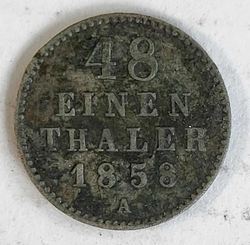 48
EINEN
THALER
1858
A